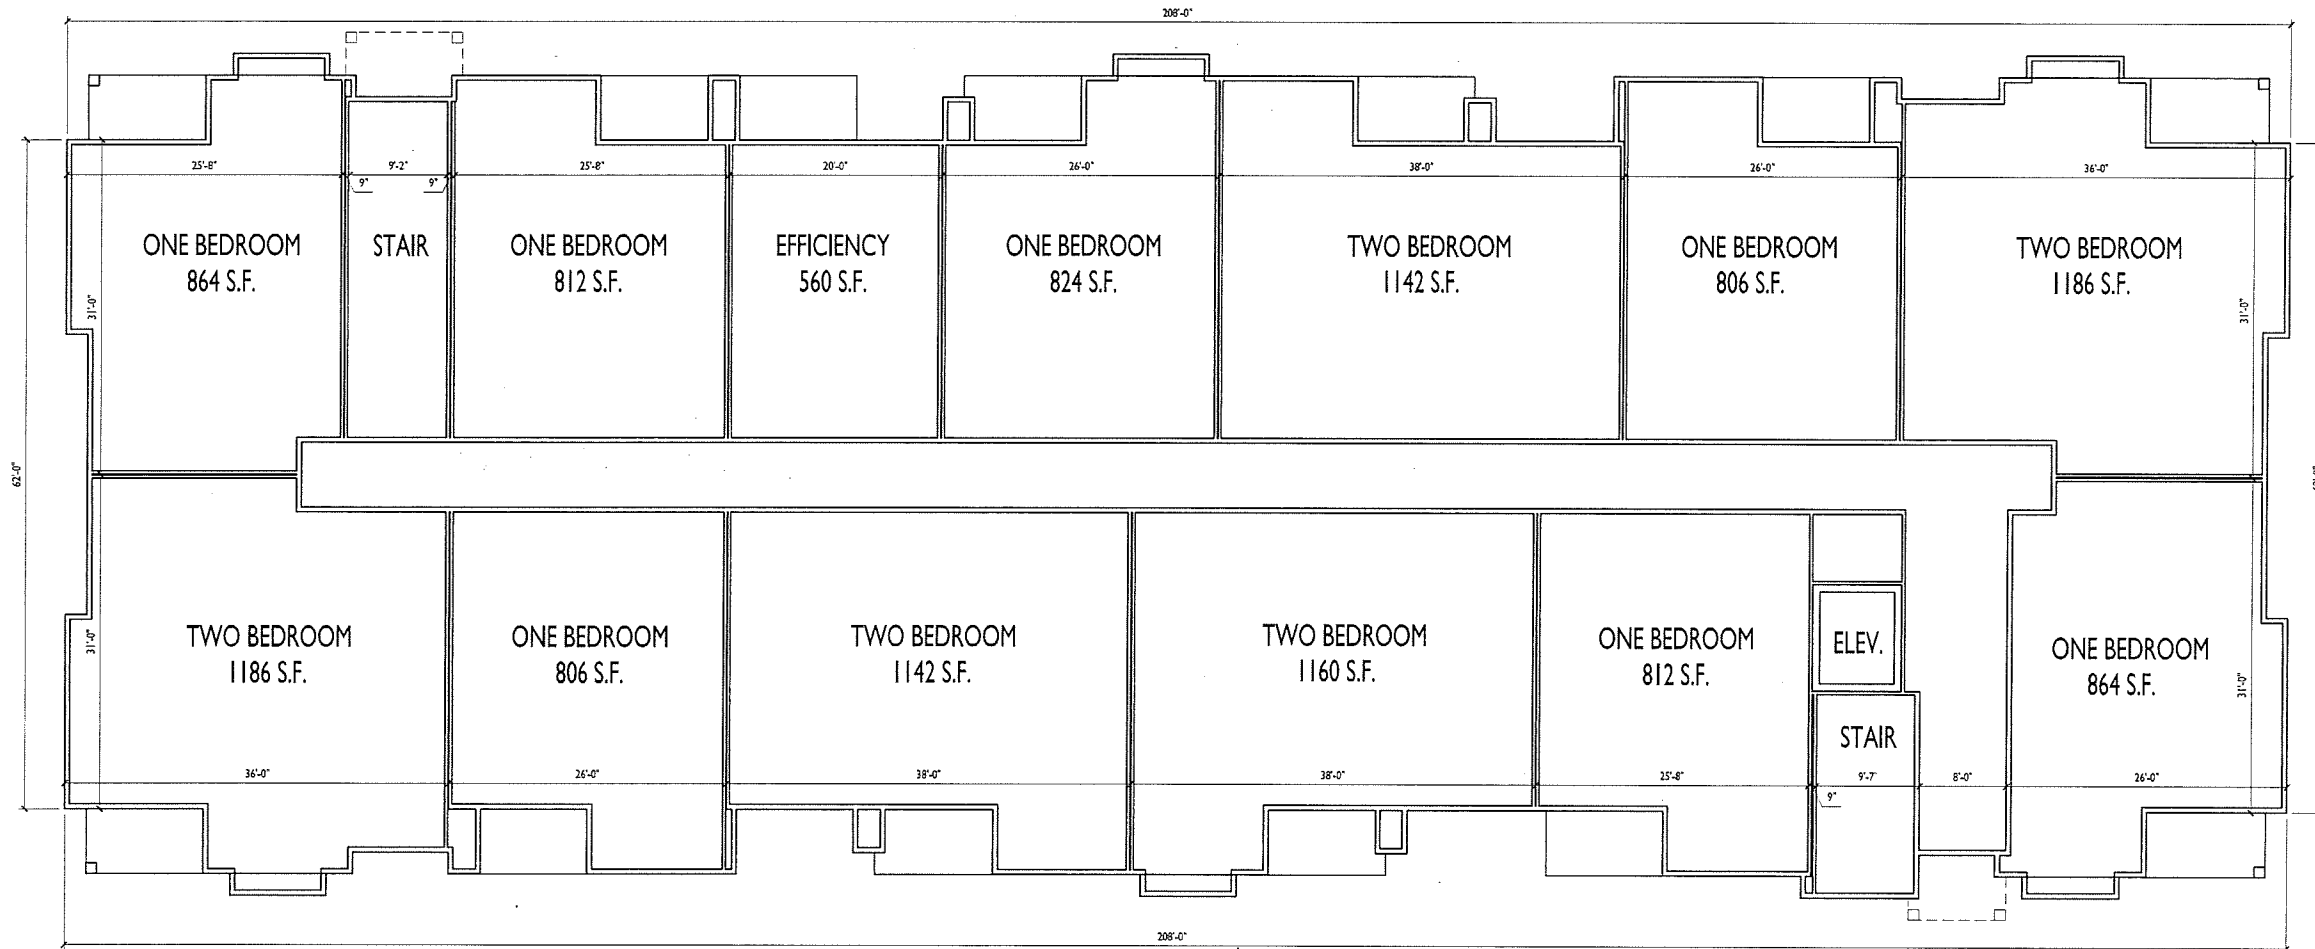 208'-0"
25'-8"
9'-2"
25'-8"
20'-0"
26'-0"
38'-0"
26'-0"
36'-0"
9"
9"
ONE BEDROOM
864 S.F.
STAIR
ONE BEDROOM
812 S.F.
EFFICIENCY
560 S.F.
ONE BEDROOM
824 S.F.
TWO BEDROOM
1142 S.F.
ONE BEDROOM
806 S.F.
TWO BEDROOM
1186 S.F.
31'-0"
31'-0"
62'-0"
TWO BEDROOM
1186 S.F.
ONE BEDROOM
806 S.F.
TWO BEDROOM
1142 S.F.
TWO BEDROOM
1160 S.F.
ONE BEDROOM
812 S.F.
ELEV.
ONE BEDROOM
864 S.F.
31'-0"
31'-0"
STAIR
36'-0"
26'-0"
38'-0"
38'-0"
25'-8"
9'-7"
8'-0"
26'-0"
9"
208'-0"